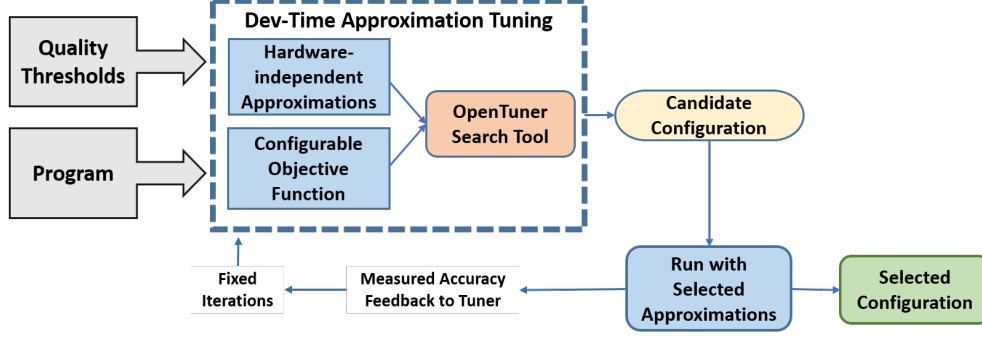 Dev-Time Approximation Tuning
Quality
Thresholds
Program
Hardware-
independent
Approximations
Configurable
Objective
Function
OpenTuner
Search Tool
Candidate
Configuration
Run with
Selected
Approximations
Selected
Configuration
Measured Accuracy
Feedback to Tuner
Fixed
Iterations